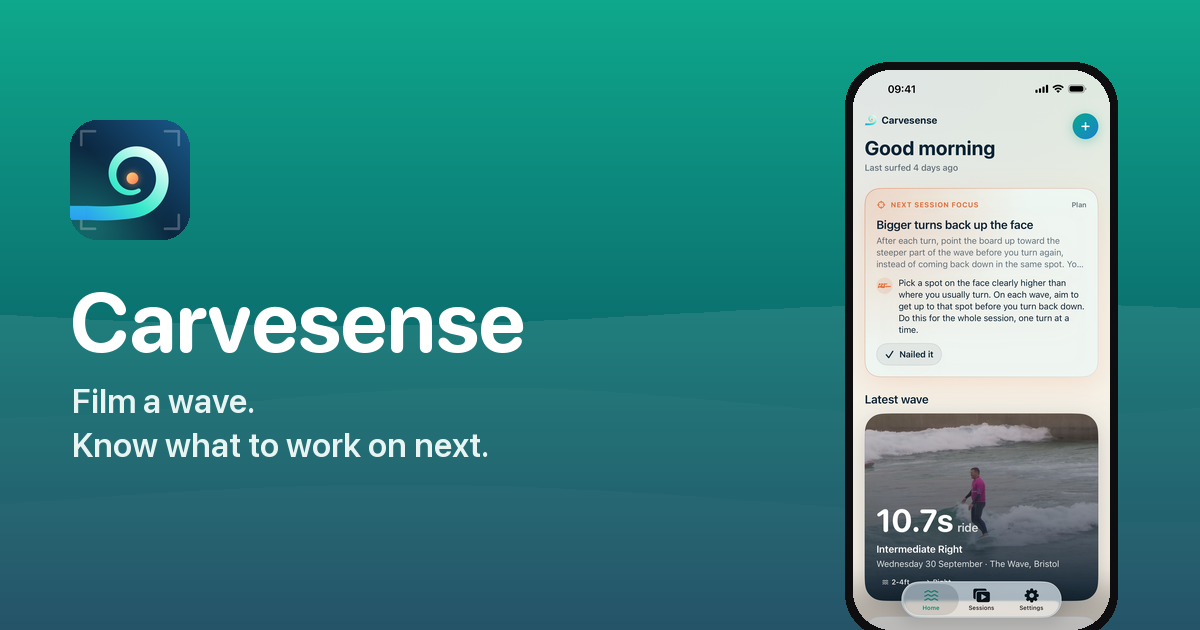 Carvesense
Film a wave.
Know what to work on next.
09:41
Carvesense
Good morning
Last surfed 4 days ago
NEXT SESSION FOCUS
Plan
Bigger turns back up the face
After each turn, point the board up toward the
steeper part of the wave before you turn again,
instead of coming back down in the same spot. Yo...
Pick a spot on the face clearly higher than
where you usually turn. On each wave, aim to
get up to that spot before you turn back down.
Do this for the whole session, one turn at a
time.
Nailed it
Latest wave
10.7s ride
Intermediate Right
Wednesday 30 September · The Wave, Bristol
2-4ft
Home
Sessions
Settings